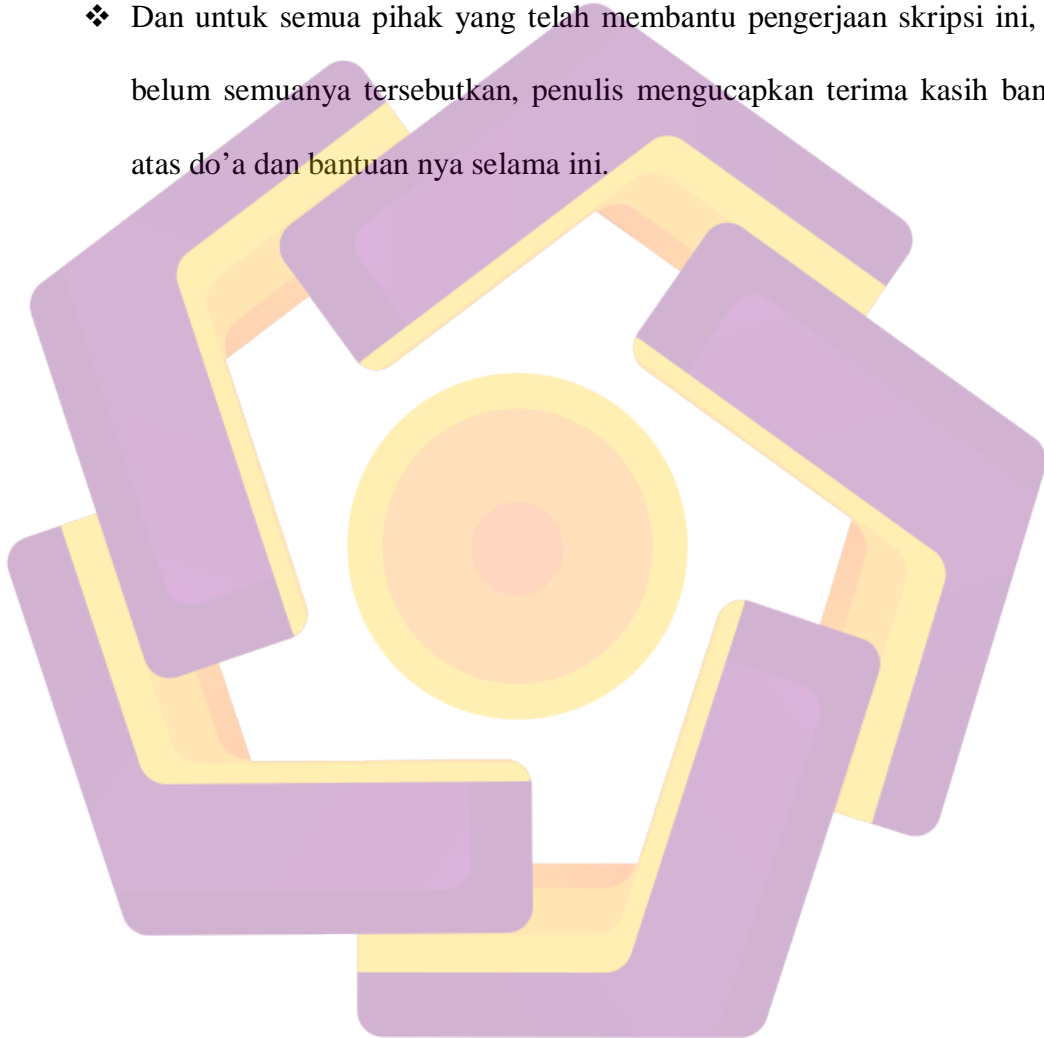 ❖ Dan untuk semua pihak yang telah membantu pengerjaan skripsi ini,
belum semuanya tersebutkan, penulis mengucapkan terima kasih ban
atas do’a dan bantuan nya selama ini.